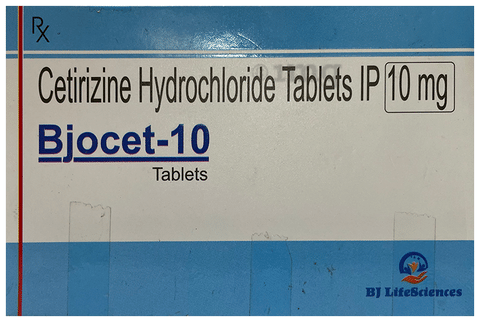 Rx
Cetirizine Hydrochloride Tablets IP 10 mg
Bjocet-10
Tablets
BJ LifeSciences